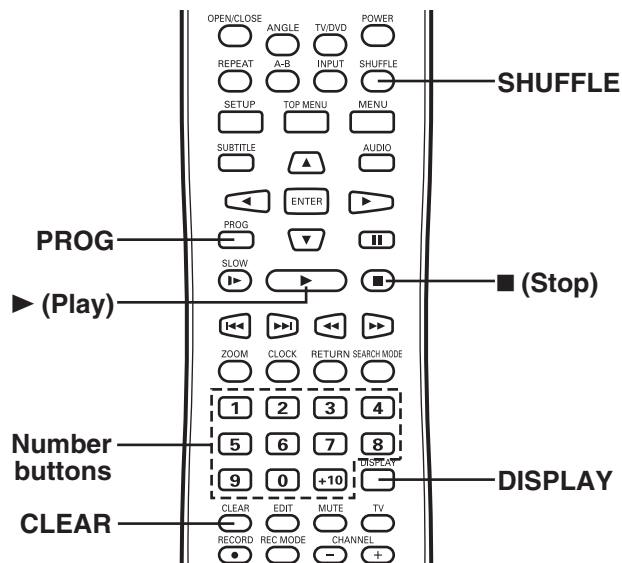 OPEN/CLOSE ANGLE TV/DVD POWER
REPEAT A-B INPUT SHUFFLE
SHUFFLE
SETUP TOP MENU MENU
SUBTITLE AUDIO
ENTER
PROG
PROG
SLOW
▶ (Play)
■ (Stop)
ZOOM CLOCK RETURN SEARCH MODE
1 2 3 4
Number
buttons
5 6 7 8
DISPLAY
9 0 +10
DISPLAY
CLEAR EDIT MUTE TV
CLEAR
RECORD REC MODE CHANNEL
− +